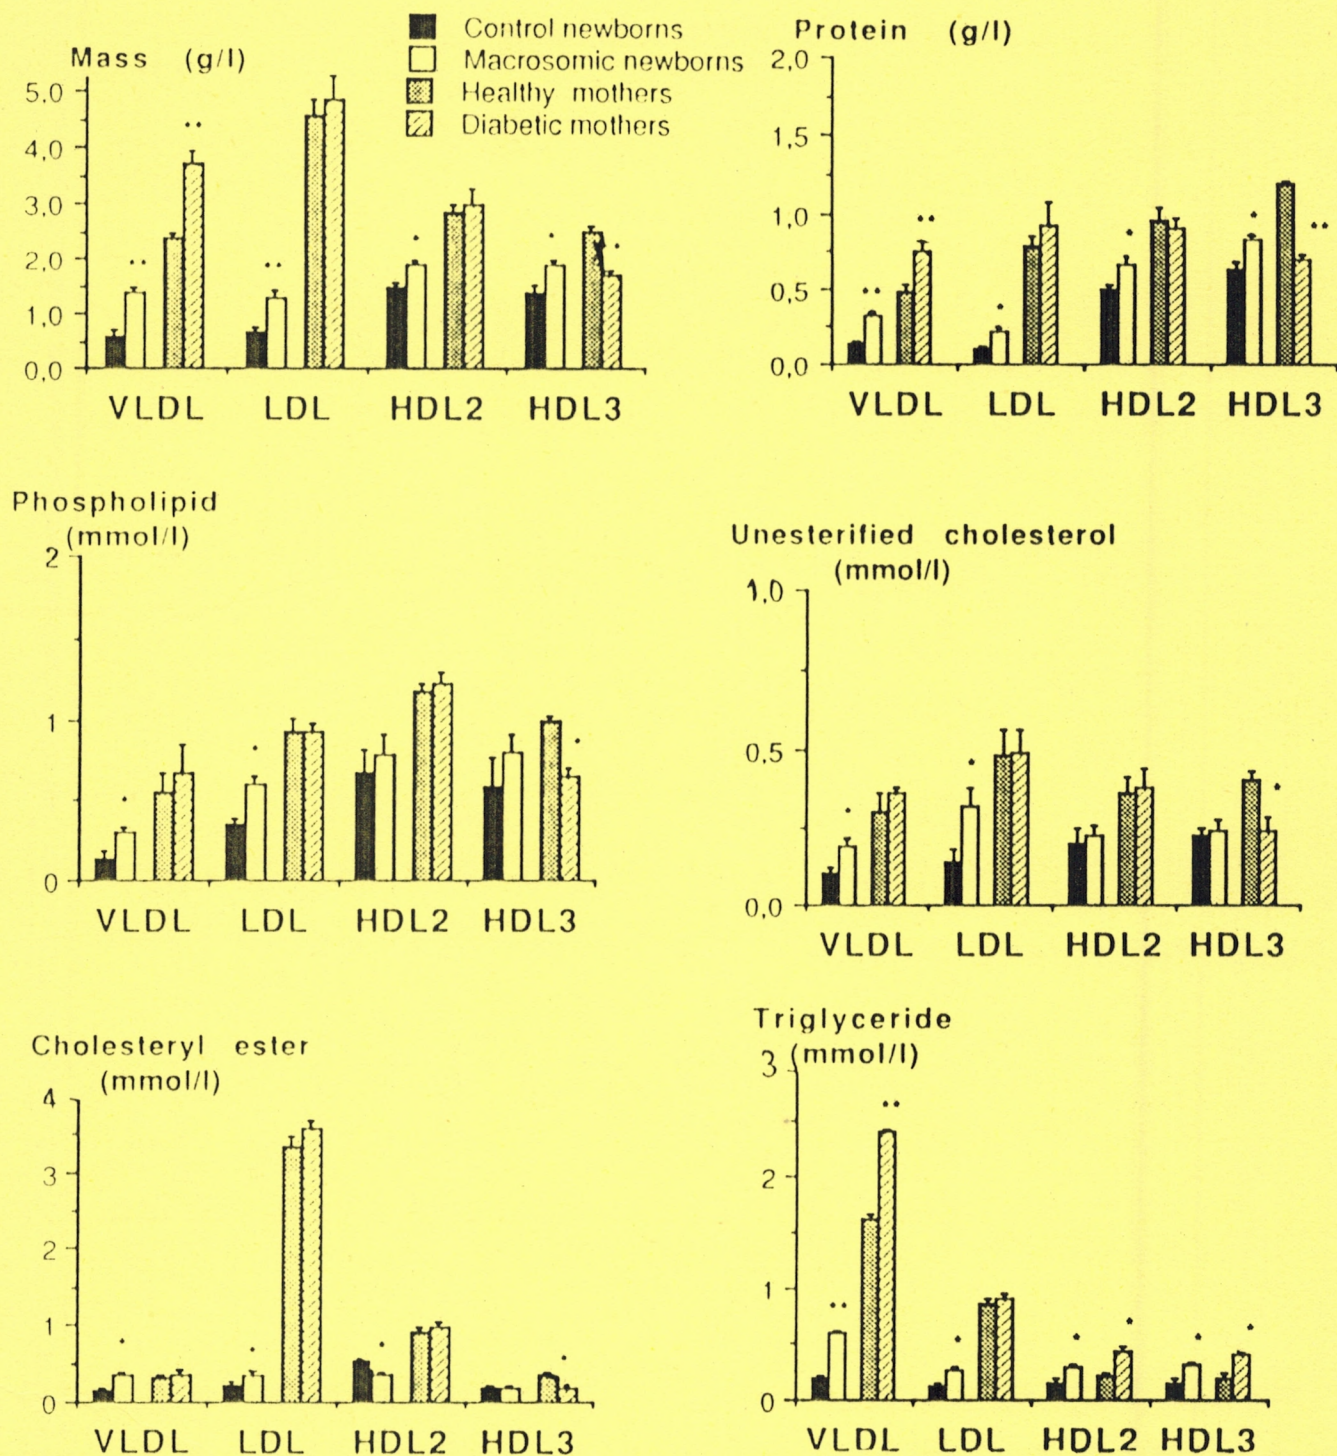 Control newborns
Macrosomic newborns
Healthy mothers
Diabetic mothers
Mass (g/l)
5,0
4,0
3,0
2,0
1,0
0,0
VLDL LDL HDL2 HDL3
Protein (g/l)
2,0
1,5
1,0
0,5
0,0
VLDL LDL HDL2 HDL3
Phospholipid
(mmol/l)
2
1
0
VLDL LDL HDL2 HDL3
Unesterified cholesterol
(mmol/l)
1,0
0,5
0,0
VLDL LDL HDL2 HDL3
Cholesteryl ester
(mmol/l)
4
3
2
1
0
VLDL LDL HDL2 HDL3
Triglyceride
(mmol/l)
3
2
1
0
VLDL LDL HDL2 HDL3